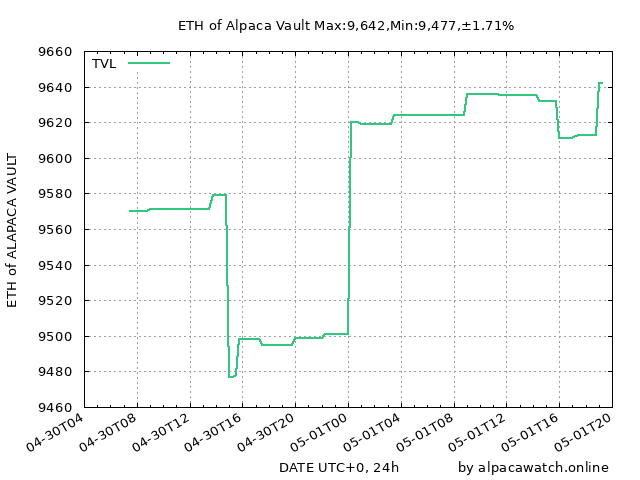 ETH of Alpaca Vault Max:9,642,Min:9,477,±1.71%
TVL
9660
9640
9620
9600
9580
9560
9540
9520
9500
9480
9460
ETH of ALAPACA VAULT
04-30T04
04-30T08
04-30T12
04-30T16
04-30T20
05-01T00
05-01T04
05-01T08
05-01T12
05-01T16
05-01T20
DATE UTC+0, 24h
by alpacawatch.online